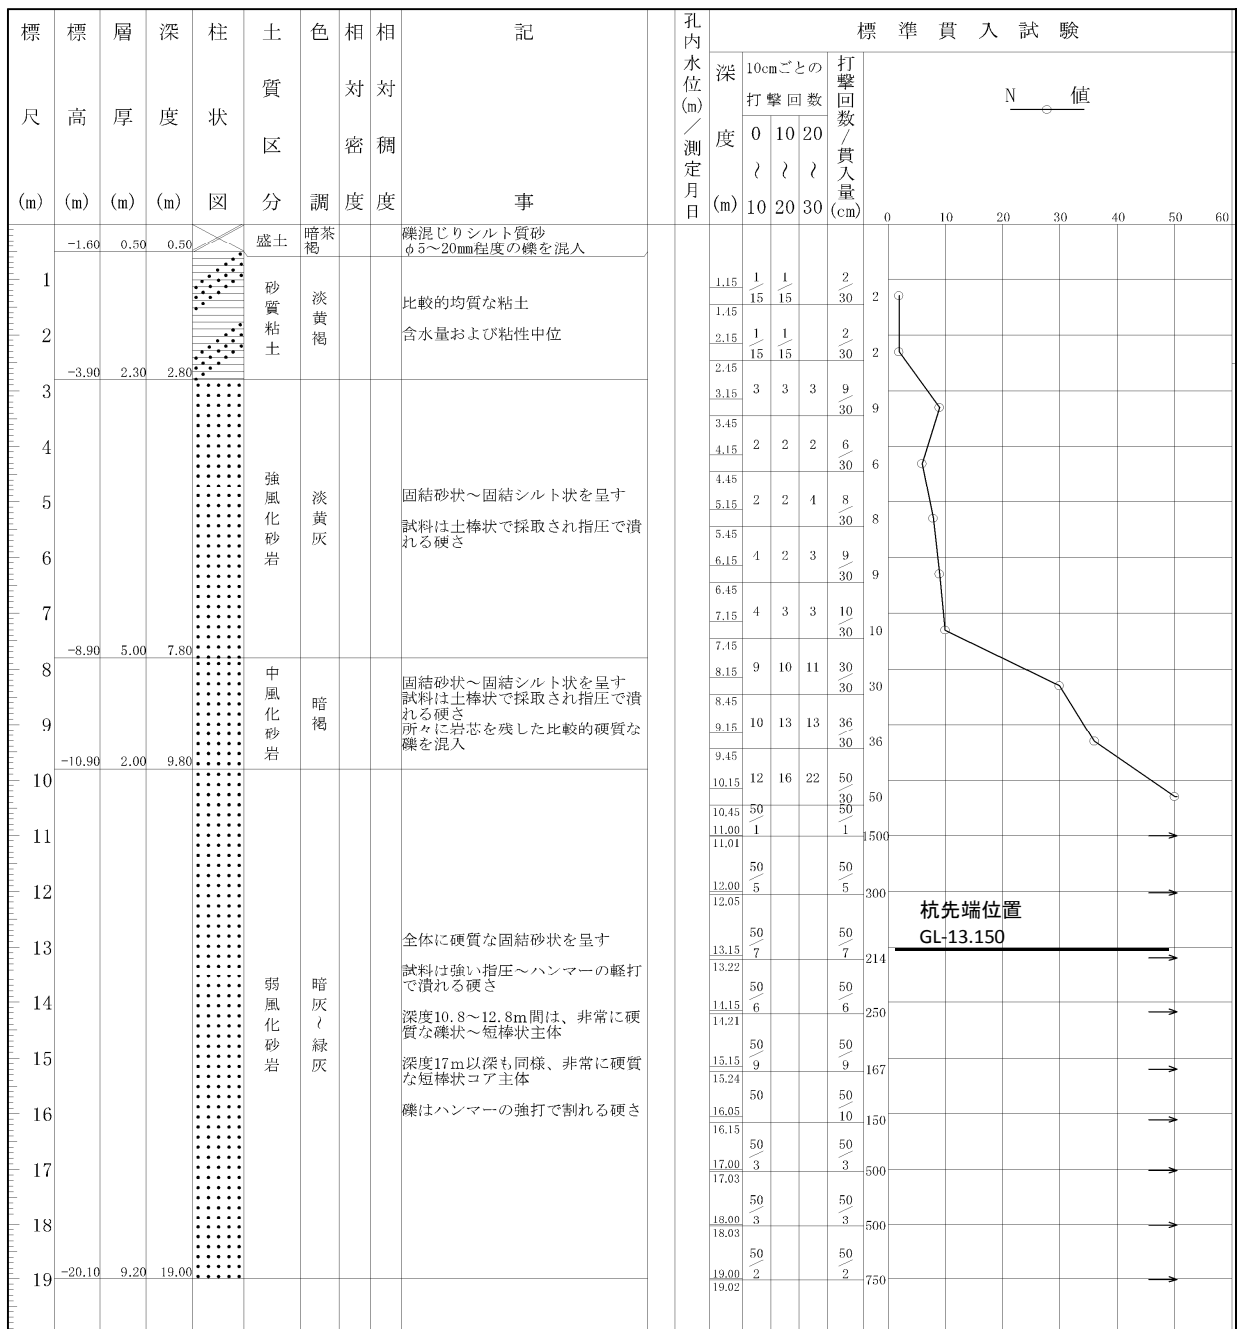 標尺(m)
標高(m)
層厚(m)
深度(m)
柱状図
土質区分
色調
相対密度
相対稠度
記事
孔内水位(m)／測定月日
標準貫入試験
深度(m)
10cmごとの
打撃回数
0〜10
10〜20
20〜30
打撃回数/貫入量(cm)
N 値
0 10 20 30 40 50 60
-1.60 0.50 0.50
盛土
暗茶褐
礫混じりシルト質砂
φ5〜20mm程度の礫を混入
-3.90 2.30 2.80
砂質粘土
淡黄褐
比較的均質な粘土
含水量および粘性中位
-8.90 5.00 7.80
強風化砂岩
淡黄灰
固結砂状〜固結シルト状を呈す
試料は土棒状で採取され指圧で潰
れる硬さ
-10.90 2.00 9.80
中風化砂岩
暗褐
固結砂状〜固結シルト状を呈す
試料は土棒状で採取され指圧で潰
れる硬さ
所々に岩芯を残した比較的硬質な
礫を混入
-20.10 9.20 19.00
弱風化砂岩
暗灰〜緑灰
全体に硬質な固結砂状を呈す
試料は強い指圧〜ハンマーの軽打
で潰れる硬さ
深度10.8〜12.8m間は、非常に硬
質な礫状〜短棒状主体
深度17m以深も同様、非常に硬質
な短棒状コア主体
礫はハンマーの強打で割れる硬さ
1
2
3
4
5
6
7
8
9
10
11
12
13
14
15
16
17
18
19
1.15 1/15 1/15 2/30 2
1.45
2.15 1/15 1/15 2/30 2
2.45
3.15 3 3 3 9/30 9
3.45
4.15 2 2 2 6/30 6
4.45
5.15 2 2 4 8/30 8
5.45
6.15 4 2 3 9/30 9
6.45
7.15 4 3 3 10/30 10
7.45
8.15 9 10 11 30/30 30
8.45
9.15 10 13 13 36/30 36
9.45
10.15 12 16 22 50/30 50
10.45
11.00 50/1 50/1 1500
11.01
12.00 50/5 50/5 300
12.05
杭先端位置
GL-13.150
13.15 50/7 50/7 214
13.22
14.15 50/6 50/6 250
14.21
15.15 50/9 50/9 167
15.24
16.05 50 50/10 150
16.15
17.00 50/3 50/3 500
17.03
18.00 50/3 50/3 500
18.03
19.00 50/2 50/2 750
19.02